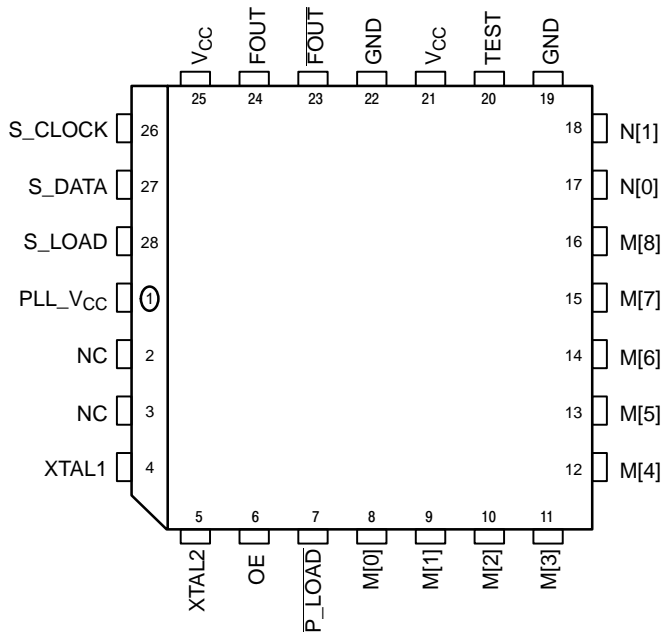 VCC FOUT F̅O̅U̅T̅ GND VCC TEST GND
25 24 23 22 21 20 19
S_CLOCK 26 18 N[1]
S_DATA 27 17 N[0]
S_LOAD 28 16 M[8]
PLL_VCC 1 15 M[7]
NC 2 14 M[6]
NC 3 13 M[5]
XTAL1 4 12 M[4]
5 6 7 8 9 10 11
XTAL2 OE P̅_̅L̅O̅A̅D̅ M[0] M[1] M[2] M[3]